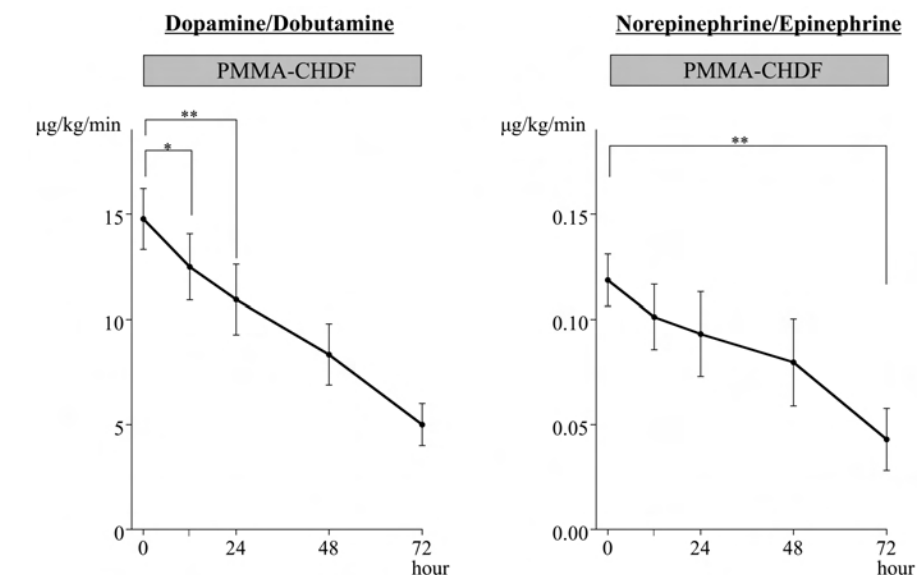 Dopamine/Dobutamine
PMMA-CHDF
μg/kg/min
**
*
15
10
5
0
0 24 48 72
hour
Norepinephrine/Epinephrine
PMMA-CHDF
μg/kg/min
**
0.15
0.10
0.05
0.00
0 24 48 72
hour